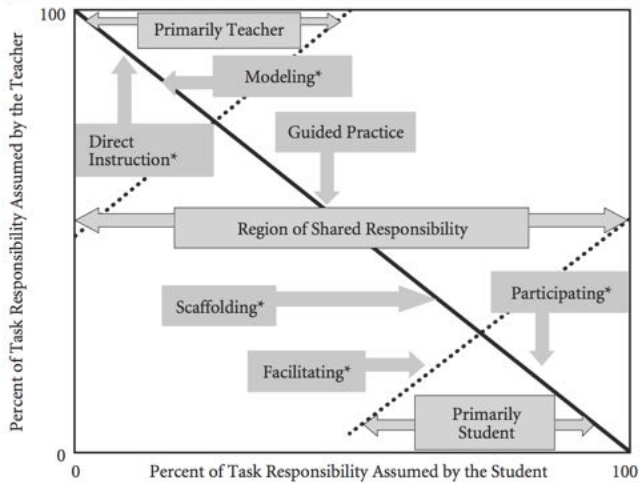 100
Primarily Teacher
Modeling*
Direct
Instruction*
Guided Practice
Region of Shared Responsibility
Scaffolding*
Participating*
Facilitating*
Primarily
Student
0
0
100
Percent of Task Responsibility Assumed by the Student
Percent of Task Responsibility Assumed by the Teacher